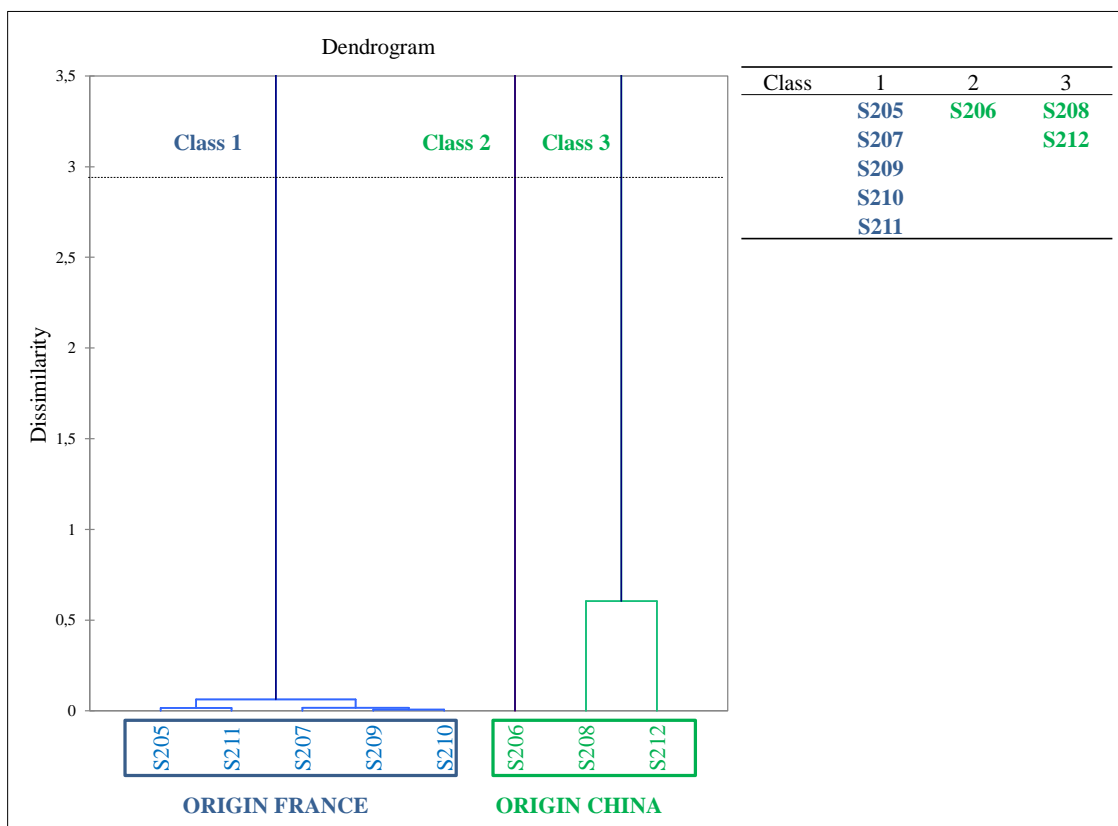 Dendrogram
3,5
3
2,5
2
1,5
1
0,5
0
Dissimilarity
Class 1
Class 2
Class 3
S205
S211
S207
S209
S210
S206
S208
S212
ORIGIN FRANCE
ORIGIN CHINA
Class 1 2 3
S205 S206 S208
S207 S212
S209
S210
S211